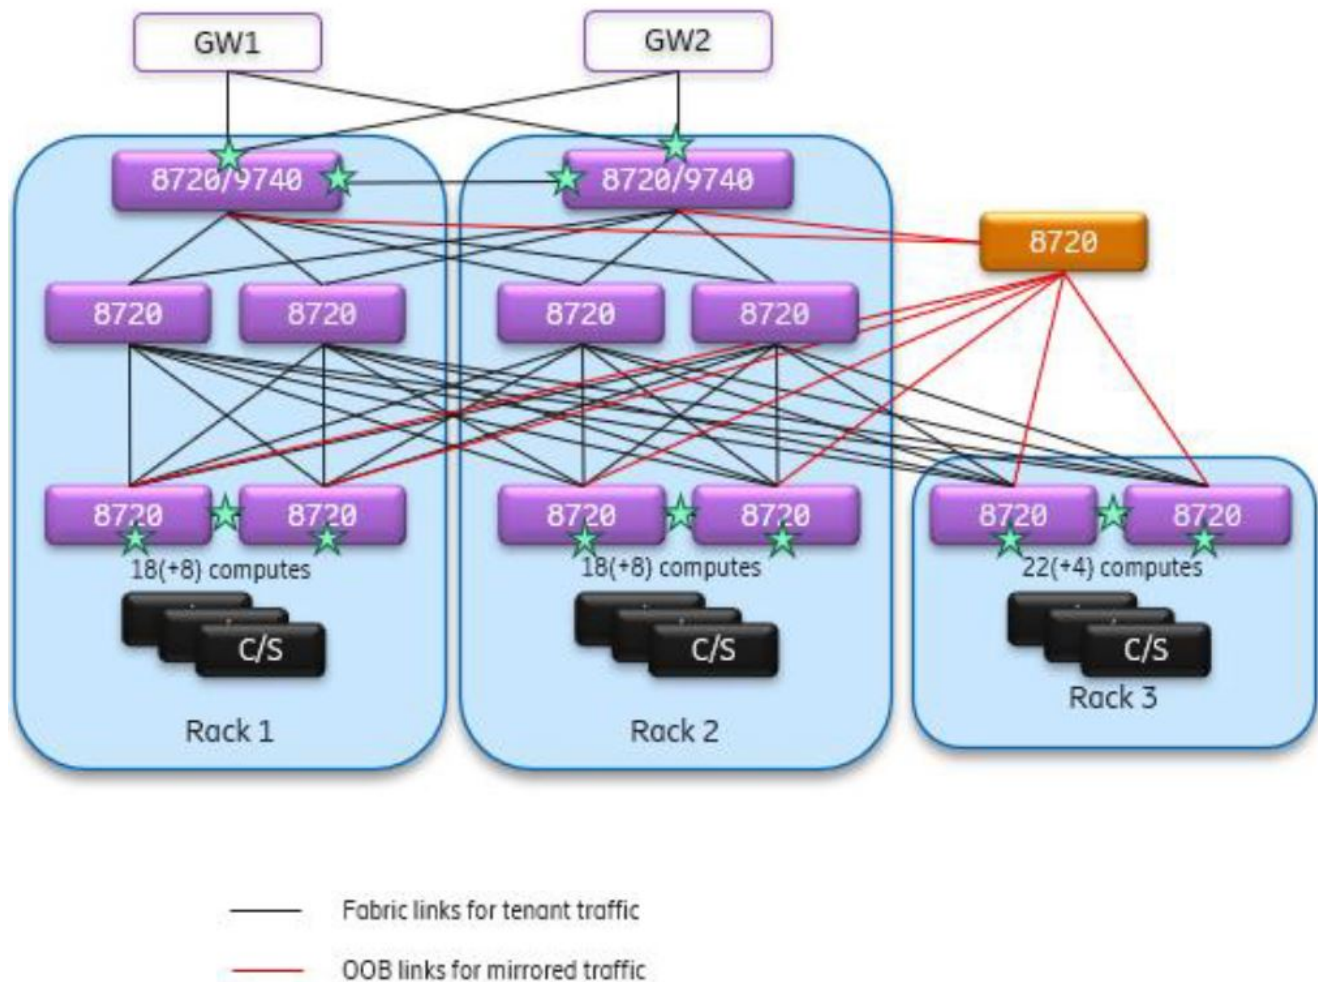 GW1
GW2
8720/9740
8720/9740
8720
8720
8720
8720
8720
8720
8720
8720
8720
8720
8720
18(+8) computes
18(+8) computes
22(+4) computes
C/S
C/S
C/S
Rack 1
Rack 2
Rack 3
Fabric links for tenant traffic
OOB links for mirrored traffic